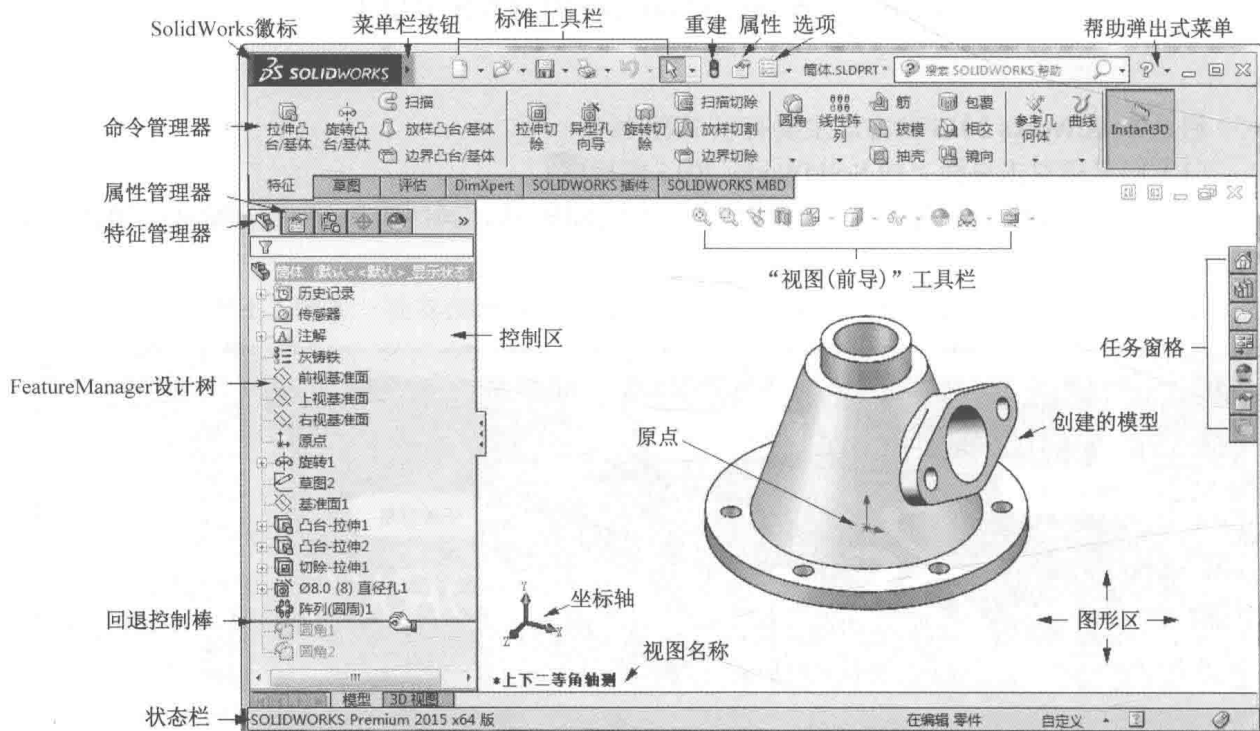 SolidWorks徽标
菜单栏按钮
标准工具栏
重建 属性 选项
帮助弹出式菜单
SOLIDWORKS
筒体.SLDPRT *
搜索 SOLIDWORKS 帮助
命令管理器
拉伸凸台/基体
旋转凸台/基体
扫描
放样凸台/基体
边界凸台/基体
拉伸切除
异型孔向导
旋转切除
扫描切除
放样切割
边界切除
圆角
线性阵列
筋
拔模
抽壳
包覆
相交
镜向
参考几何体
曲线
Instant3D
特征 草图 评估 DimXpert SOLIDWORKS 插件 SOLIDWORKS MBD
属性管理器
特征管理器
“视图(前导)”工具栏
筒体 (默认<<默认>_显示状态
历史记录
传感器
注解
控制区
灰铸铁
任务窗格
FeatureManager设计树
前视基准面
上视基准面
右视基准面
原点
原点
创建的模型
旋转1
草图2
基准面1
凸台-拉伸1
凸台-拉伸2
切除-拉伸1
Ø8.0 (8) 直径孔1
阵列(圆周)1
回退控制棒
圆角1
圆角2
Y
X
Z
坐标轴
图形区
视图名称
*上下二等角轴测
模型 3D 视图
状态栏
SOLIDWORKS Premium 2015 x64 版
在编辑 零件
自定义